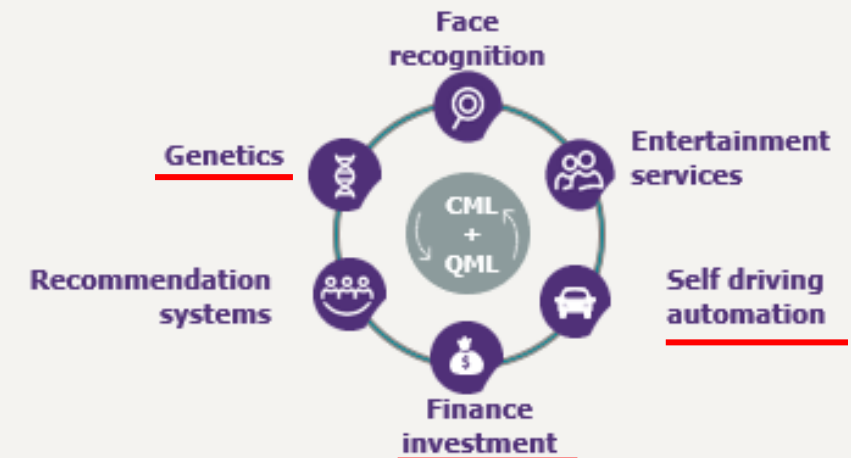 Face
recognition
Genetics
Entertainment
services
CML
+
QML
Recommendation
systems
Self driving
automation
$
Finance
investment